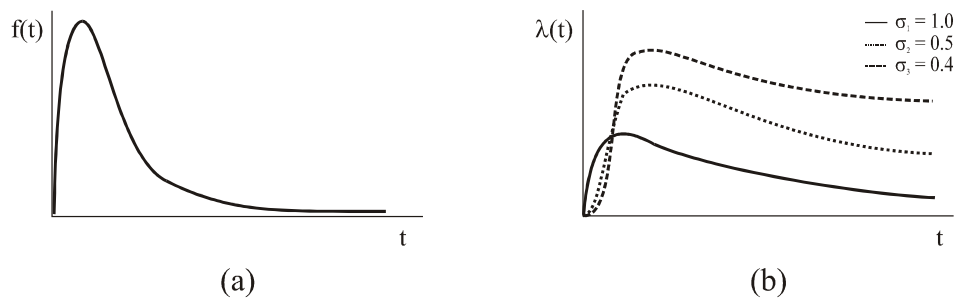 f(t)
t
(a)
λ(t)
σ₁ = 1.0
σ₂ = 0.5
σ₃ = 0.4
t
(b)